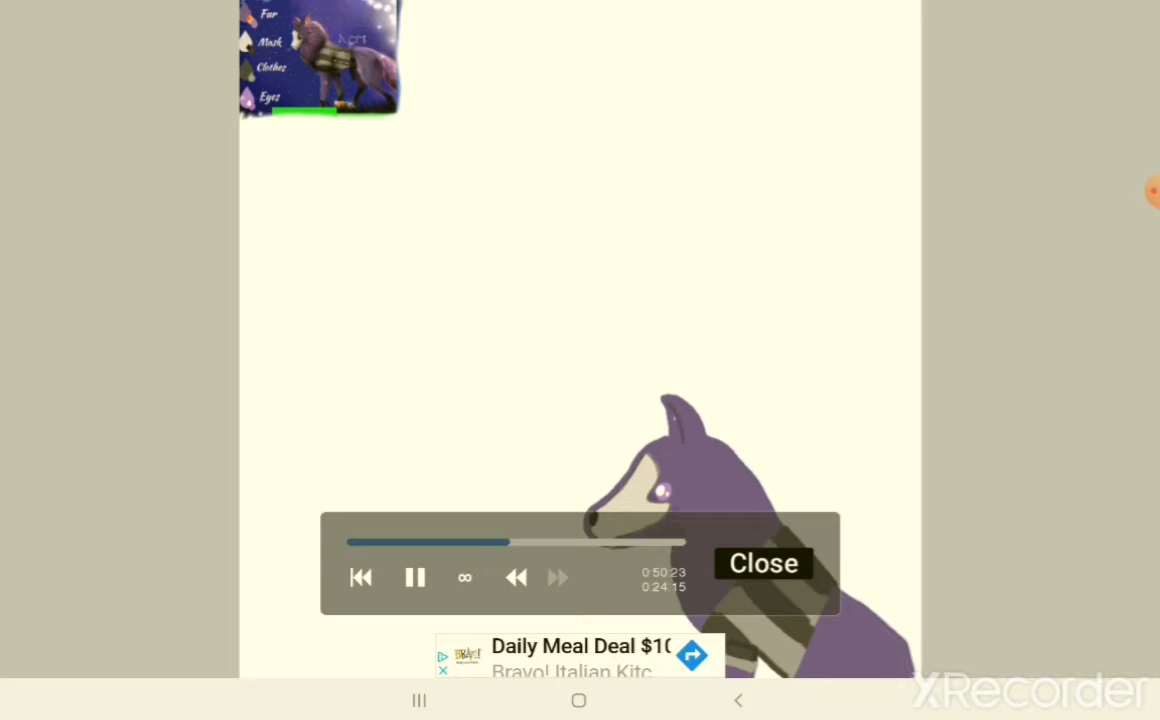 Fur
Mask
Clothes
Eyes
0:50:23
0:24:15
Close
Daily Meal Deal $10
BRAVO!
Bravo! Italian Kitc
XRecorder